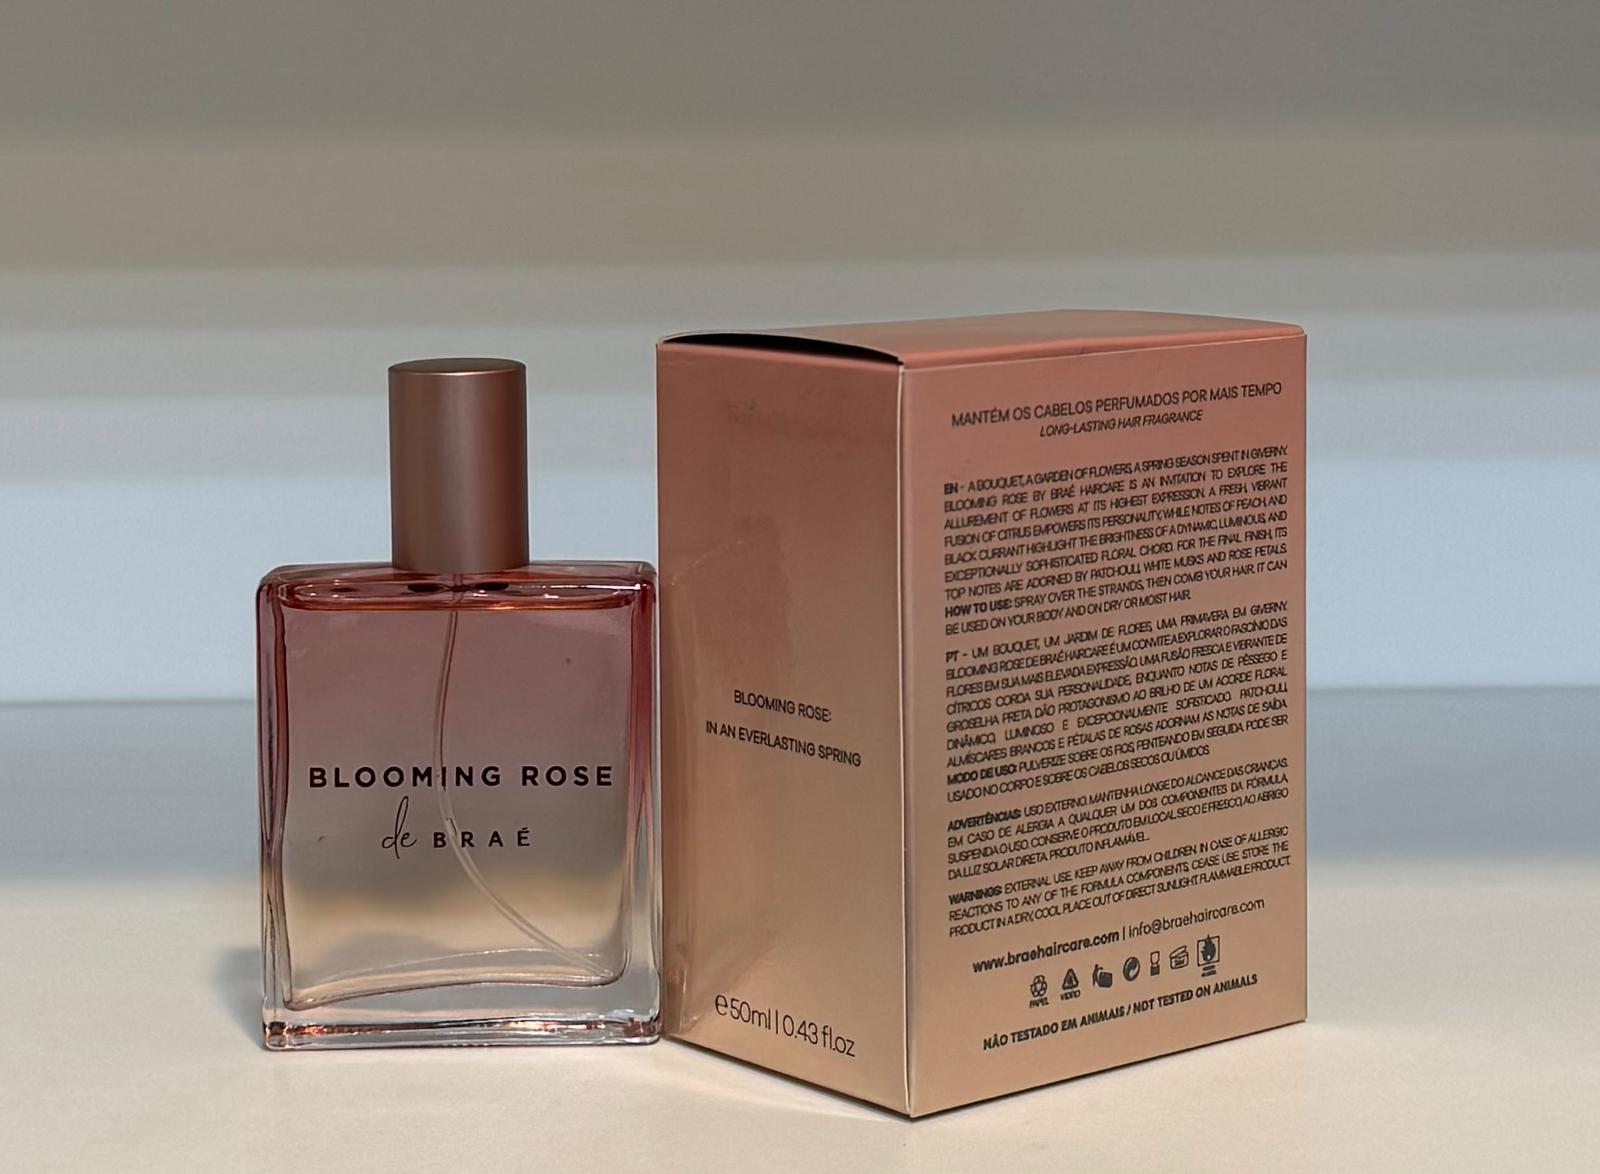 BLOOMING ROSE
de BRAÉ
BLOOMING ROSE:
IN AN EVERLASTING SPRING
℮50ml | 0.43 fl.oz
MANTÉM OS CABELOS PERFUMADOS POR MAIS TEMPO
LONG-LASTING HAIR FRAGRANCE
EN - A BOUQUET, A GARDEN OF FLOWERS, A SPRING SEASON SPENT IN GIVERNY.
BLOOMING ROSE BY BRAÉ HAIRCARE IS AN INVITATION TO EXPLORE THE
ALLUREMENT OF FLOWERS AT ITS HIGHEST EXPRESSION. A FRESH, VIBRANT
FUSION OF CITRUS EMPOWERS ITS PERSONALITY, WHILE NOTES OF PEACH, AND
BLACK CURRANT HIGHLIGHT THE BRIGHTNESS OF A DYNAMIC, LUMINOUS, AND
EXCEPTIONALLY SOPHISTICATED FLORAL CHORD. FOR THE FINAL FINISH, ITS
TOP NOTES ARE ADORNED BY PATCHOULI, WHITE MUSKS AND ROSE PETALS.
HOW TO USE: SPRAY OVER THE STRANDS, THEN COMB YOUR HAIR. IT CAN
BE USED ON YOUR BODY AND ON DRY OR MOIST HAIR.
PT - UM BOUQUET, UM JARDIM DE FLORES, UMA PRIMAVERA EM GIVERNY.
BLOOMING ROSE DE BRAÉ HAIRCARE É UM CONVITE A EXPLORAR O FASCÍNIO DAS
FLORES EM SUA MAIS ELEVADA EXPRESSÃO. UMA FUSÃO FRESCA E VIBRANTE DE
CÍTRICOS COROA SUA PERSONALIDADE, ENQUANTO NOTAS DE PÊSSEGO E
GROSELHA PRETA DÃO PROTAGONISMO AO BRILHO DE UM ACORDE FLORAL
DINÂMICO, LUMINOSO E EXCEPCIONALMENTE SOFISTICADO. PATCHOULI,
ALMÍSCARES BRANCOS E PÉTALAS DE ROSAS ADORNAM AS NOTAS DE SAÍDA.
MODO DE USO: PULVERIZE SOBRE OS FIOS, PENTEANDO EM SEGUIDA. PODE SER
USADO NO CORPO E SOBRE OS CABELOS SECOS OU ÚMIDOS.
ADVERTÊNCIAS: USO EXTERNO. MANTENHA LONGE DO ALCANCE DAS CRIANÇAS.
EM CASO DE ALERGIA A QUALQUER UM DOS COMPONENTES DA FÓRMULA,
SUSPENDA O USO. CONSERVE O PRODUTO EM LOCAL SECO E FRESCO, AO ABRIGO
DA LUZ SOLAR DIRETA. PRODUTO INFLAMÁVEL.
WARNINGS: EXTERNAL USE. KEEP AWAY FROM CHILDREN. IN CASE OF ALLERGIC
REACTIONS TO ANY OF THE FORMULA COMPONENTS, CEASE USE. STORE THE
PRODUCT IN A DRY, COOL PLACE OUT OF DIRECT SUNLIGHT. FLAMMABLE PRODUCT.
www.braehaircare.com | info@braehaircare.com
PAPEL VIDRO
NÃO TESTADO EM ANIMAIS / NOT TESTED ON ANIMALS